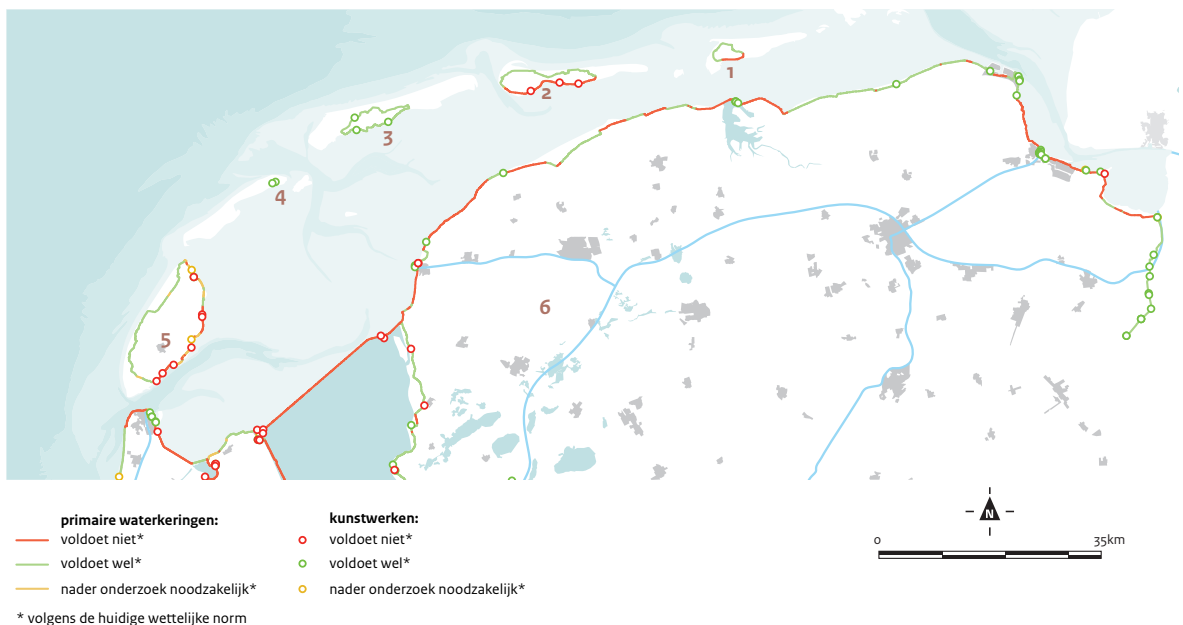 1
2
3
4
5
6
primaire waterkeringen:
voldoet niet*
voldoet wel*
nader onderzoek noodzakelijk*
* volgens de huidige wettelijke norm
kunstwerken:
voldoet niet*
voldoet wel*
nader onderzoek noodzakelijk*
N
0 35km